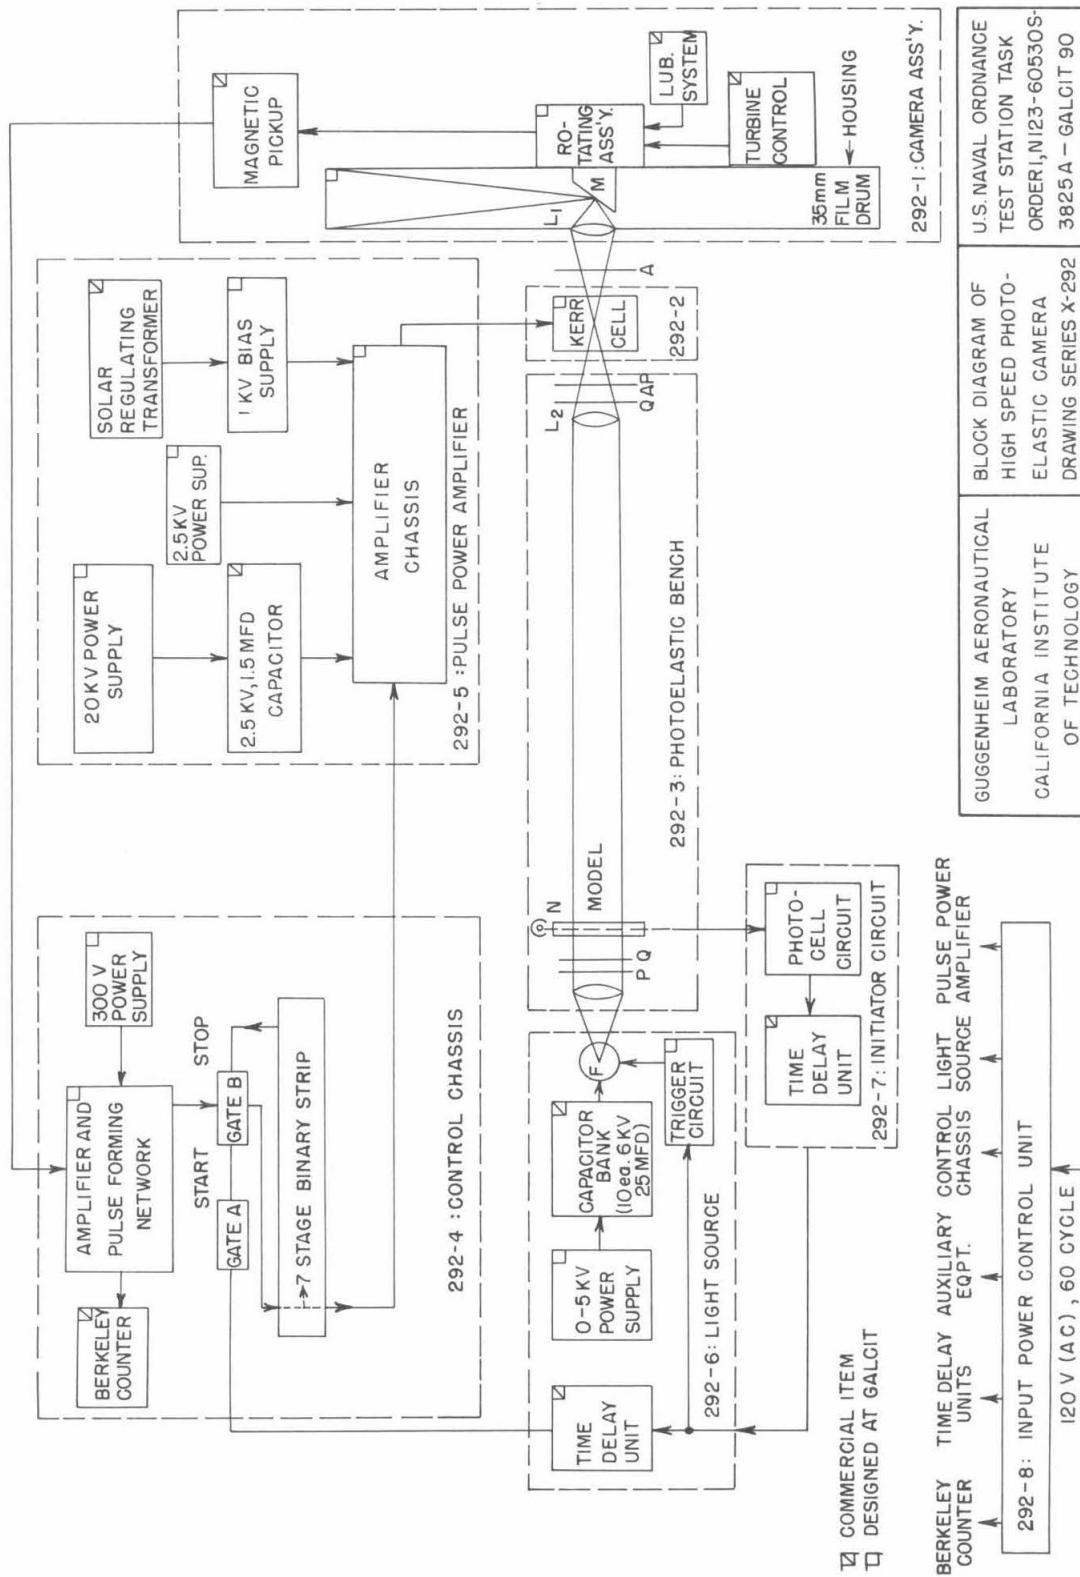 BERKELEY
COUNTER
AMPLIFIER AND
PULSE FORMING
NETWORK
300 V
POWER
SUPPLY
START
STOP
GATE A
GATE B
7 STAGE BINARY STRIP
292-4 : CONTROL CHASSIS
20 KV POWER
SUPPLY
2.5 KV POWER SUP.
SOLAR
REGULATING
TRANSFORMER
2.5 KV, 1.5 MFD
CAPACITOR
1 KV BIAS
SUPPLY
AMPLIFIER
CHASSIS
292-5 : PULSE POWER AMPLIFIER
MAGNETIC
PICKUP
RO-
TATING
ASS'Y.
LUB.
SYSTEM
TURBINE
CONTROL
HOUSING
M
L1
35mm
FILM
DRUM
292-1: CAMERA ASS'Y.
A
KERR
CELL
292-2
L2
QAP
N
MODEL
P Q
292-3: PHOTOELASTIC BENCH
TIME
DELAY
UNIT
0-5 KV
POWER
SUPPLY
CAPACITOR
BANK
(10 ea. 6 KV
25 MFD)
F
TRIGGER
CIRCUIT
292-6: LIGHT SOURCE
TIME
DELAY
UNIT
PHOTO-
CELL
CIRCUIT
292-7: INITIATOR CIRCUIT
COMMERCIAL ITEM
DESIGNED AT GALCIT
BERKELEY
COUNTER
TIME DELAY
UNITS
AUXILIARY
EQPT.
CONTROL
CHASSIS
LIGHT
SOURCE
PULSE POWER
AMPLIFIER
292-8: INPUT POWER CONTROL UNIT
120 V (AC), 60 CYCLE
GUGGENHEIM AERONAUTICAL
LABORATORY
CALIFORNIA INSTITUTE
OF TECHNOLOGY
BLOCK DIAGRAM OF
HIGH SPEED PHOTO-
ELASTIC CAMERA
DRAWING SERIES X-292
U.S. NAVAL ORDNANCE
TEST STATION TASK
ORDER 1, N123-60530S-
3825A - GALCIT 90